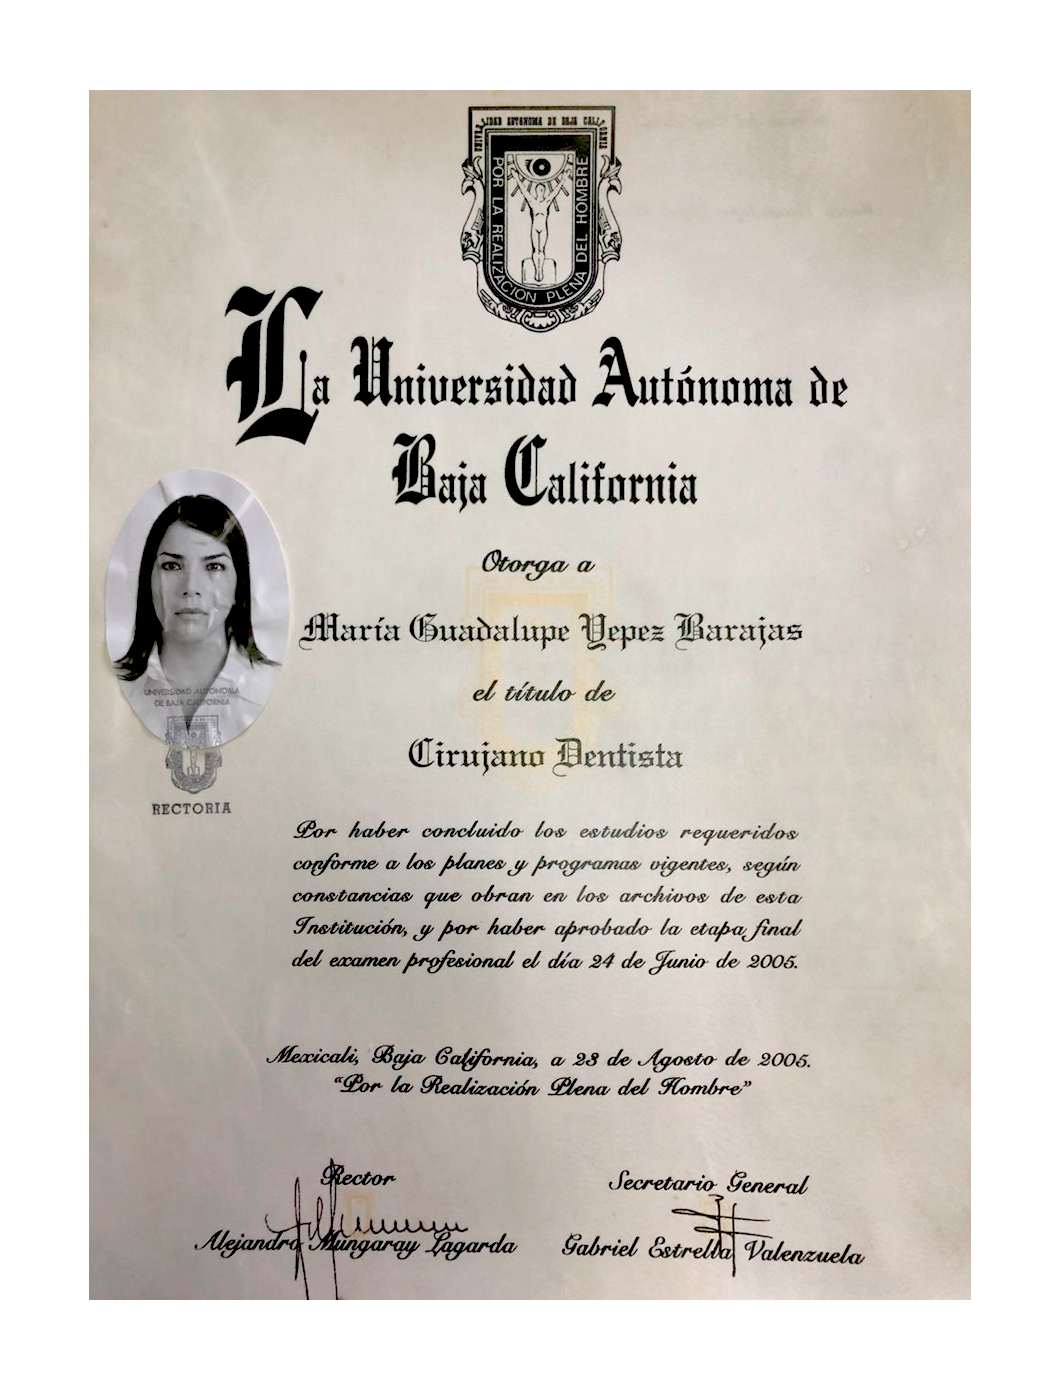 UNIVERSIDAD AUTONOMA DE BAJA CALIFORNIA
POR LA REALIZACION PLENA DEL HOMBRE
La Universidad Autónoma de
Baja California
Otorga a
María Guadalupe Yepez Barajas
el título de
Cirujano Dentista
UNIVERSIDAD AUTONOMA
DE BAJA CALIFORNIA
RECTORIA
Por haber concluido los estudios requeridos
conforme a los planes y programas vigentes, según
constancias que obran en los archivos de esta
Institución, y por haber aprobado la etapa final
del examen profesional el día 24 de Junio de 2005.
Mexicali, Baja California, a 23 de Agosto de 2005.
“Por la Realización Plena del Hombre”
Rector
Secretario General
Alejandro Mungaray Lagarda
Gabriel Estrella Valenzuela